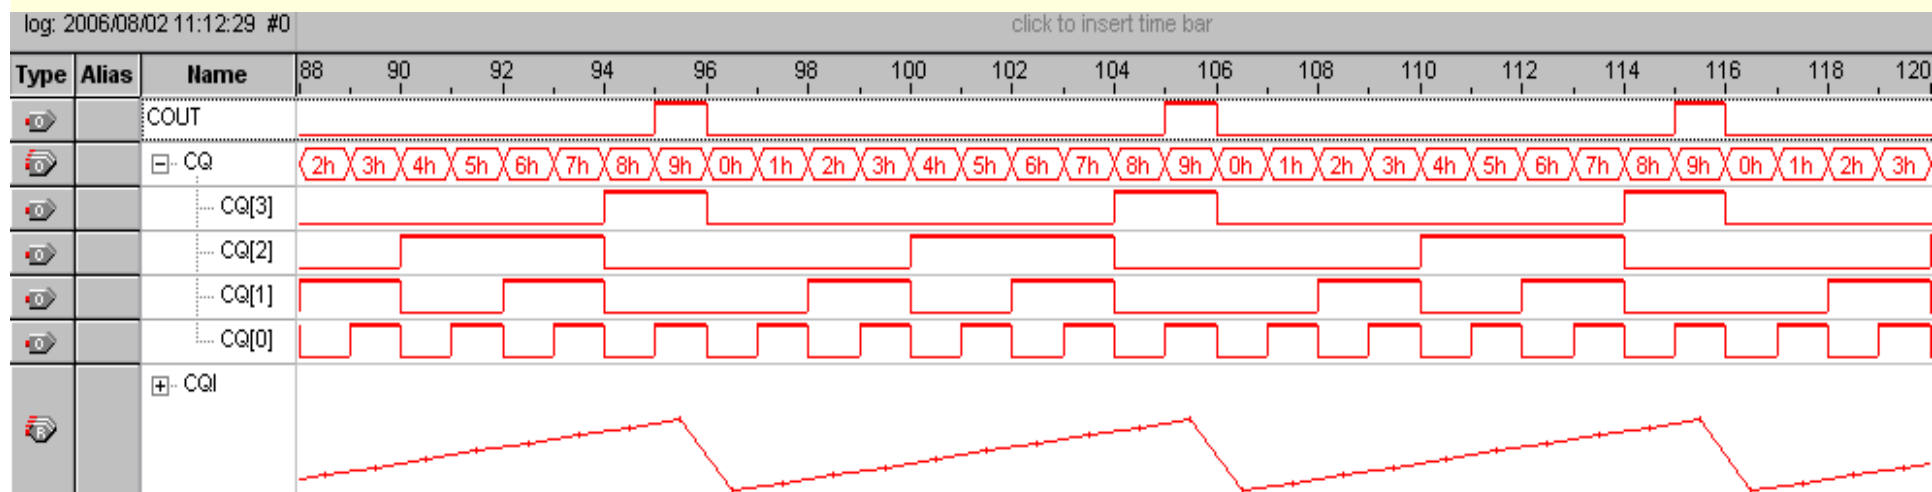 log: 2006/08/02 11:12:29 #0 click to insert time bar
Type Alias Name 88 90 92 94 96 98 100 102 104 106 108 110 112 114 116 118 120
COUT
CQ 2h 3h 4h 5h 6h 7h 8h 9h 0h 1h 2h 3h 4h 5h 6h 7h 8h 9h 0h 1h 2h 3h 4h 5h 6h 7h 8h 9h 0h 1h 2h 3h
CQ[3]
CQ[2]
CQ[1]
CQ[0]
CQI